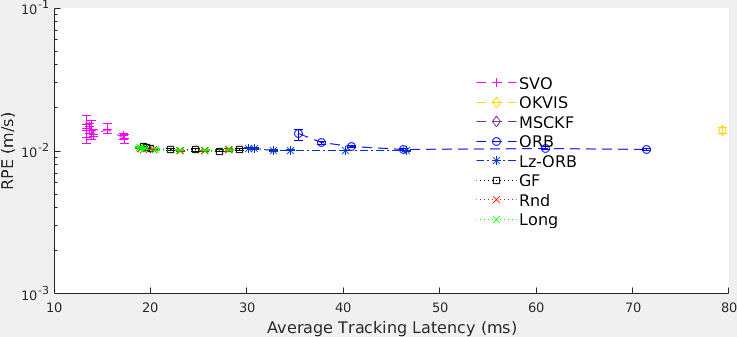 10-1
10-2
10-3
RPE (m/s)
SVO
OKVIS
MSCKF
ORB
Lz-ORB
GF
Rnd
Long
10 20 30 40 50 60 70 80
Average Tracking Latency (ms)